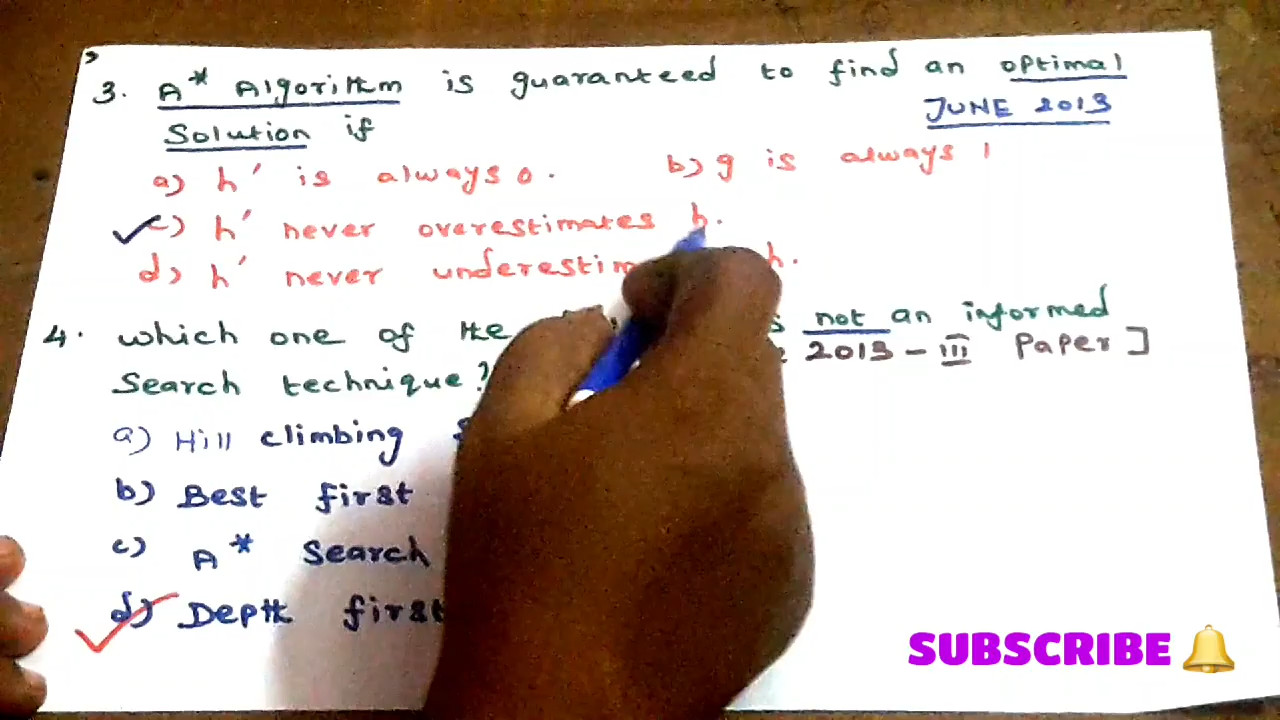 3. A* Algorithm is guaranteed to find an optimal
Solution if
JUNE 2013
a) h' is always 0.
b) g is always 1
c) h' never overestimates h.
d) h' never h.
4. which one of the not an informed
2013 - III Paper]
Search technique?
a) Hill climbing
b) Best first
c) A* Search
d) Depth first
SUBSCRIBE